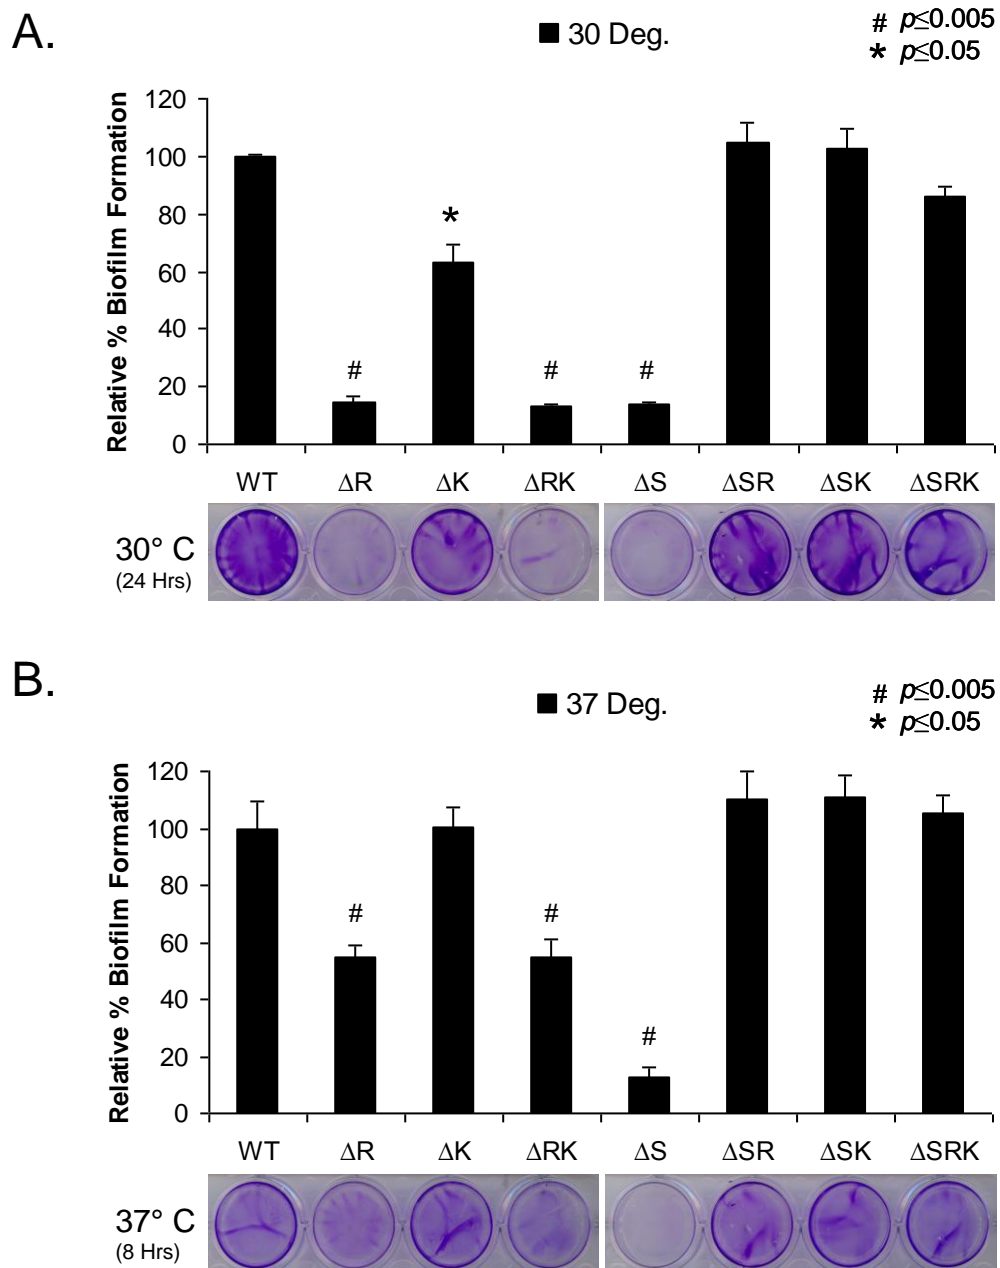 A.
30 Deg.
# p≤0.005
* p≤0.05
Relative % Biofilm Formation
120
100
80
60
40
20
0
*
# # #
WT ΔR ΔK ΔRK ΔS ΔSR ΔSK ΔSRK
30° C
(24 Hrs)
B.
37 Deg.
# p≤0.005
* p≤0.05
Relative % Biofilm Formation
120
100
80
60
40
20
0
# #
#
WT ΔR ΔK ΔRK ΔS ΔSR ΔSK ΔSRK
37° C
(8 Hrs)